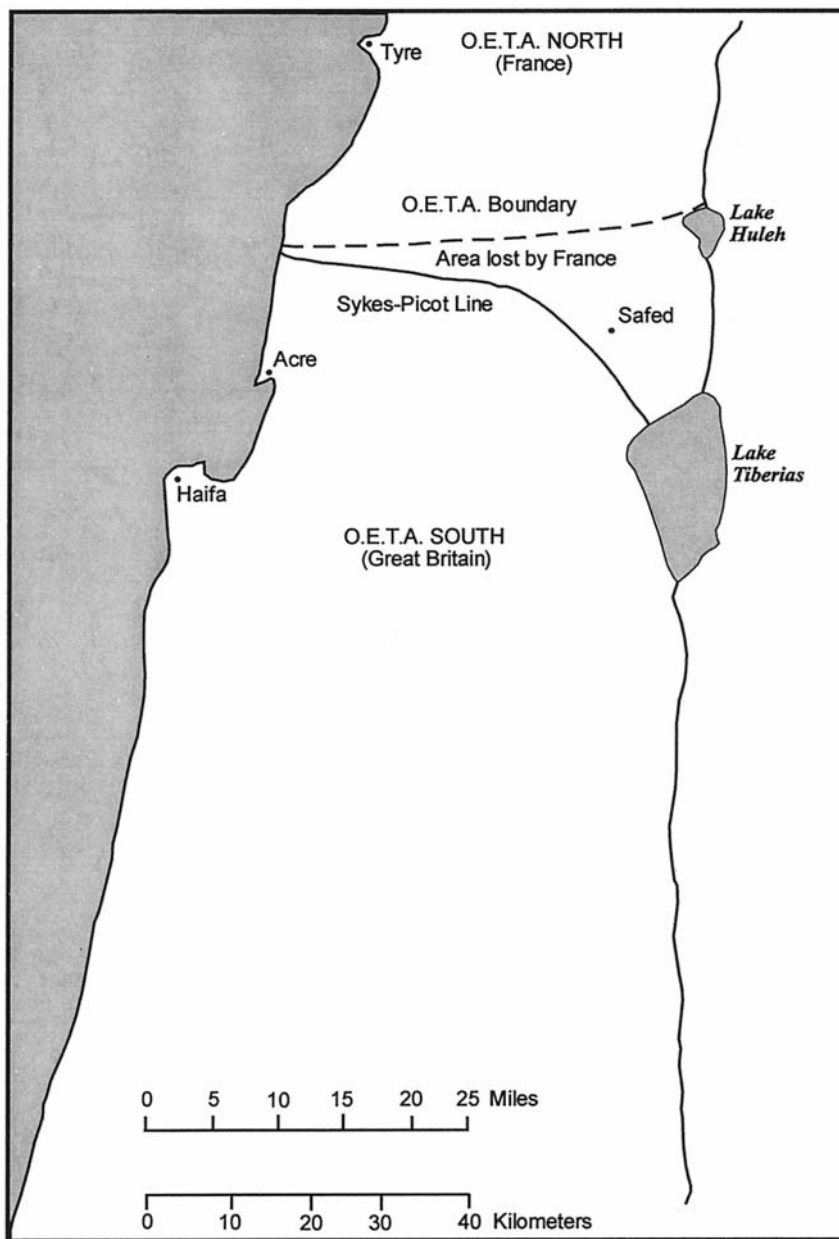 Tyre
O.E.T.A. NORTH
(France)
O.E.T.A. Boundary
Lake
Huleh
Area lost by France
Sykes-Picot Line
Safed
Acre
Lake
Tiberias
Haifa
O.E.T.A. SOUTH
(Great Britain)
0 5 10 15 20 25 Miles
0 10 20 30 40 Kilometers